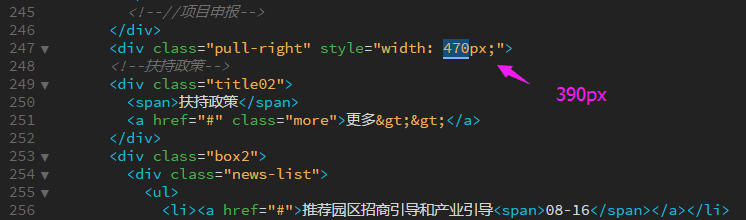 245 <!--//项目申报-->
246 </div>
247 <div class="pull-right" style="width: 470px;">
248 <!--扶持政策-->
249 <div class="title02">
250 <span>扶持政策</span>
251 <a href="#" class="more">更多&gt;&gt;</a>
252 </div>
253 <div class="box2">
254 <div class="news-list">
255 <ul>
256 <li><a href="#">推荐园区招商引导和产业引导<span>08-16</span></a></li>
390px